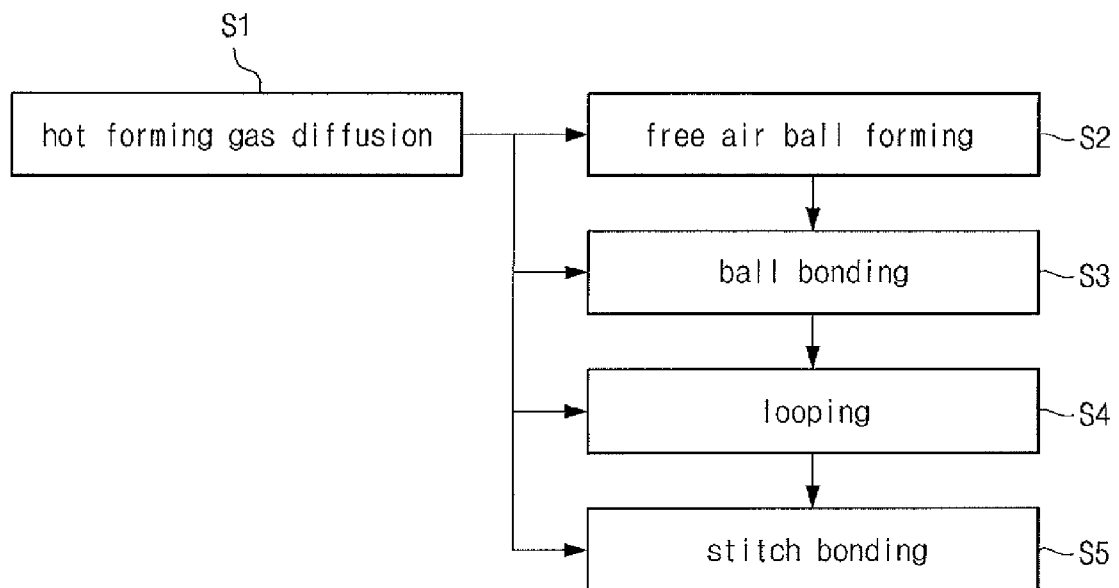 S1
hot forming gas diffusion
free air ball forming
S2
ball bonding
S3
looping
S4
stitch bonding
S5